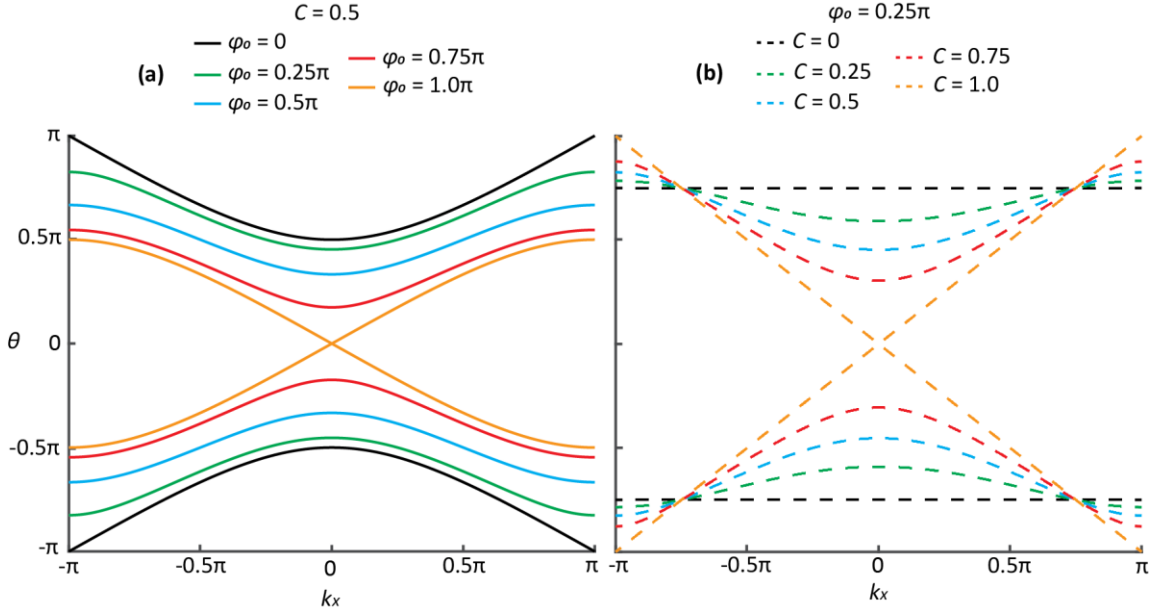 C = 0.5
φₒ = 0
φₒ = 0.25π
φₒ = 0.5π
φₒ = 0.75π
φₒ = 1.0π
(a)
π
0.5π
θ
0
-0.5π
-π
-π
-0.5π
0
0.5π
π
kₓ
φₒ = 0.25π
C = 0
C = 0.25
C = 0.5
C = 0.75
C = 1.0
(b)
-π
-0.5π
0
0.5π
π
kₓ